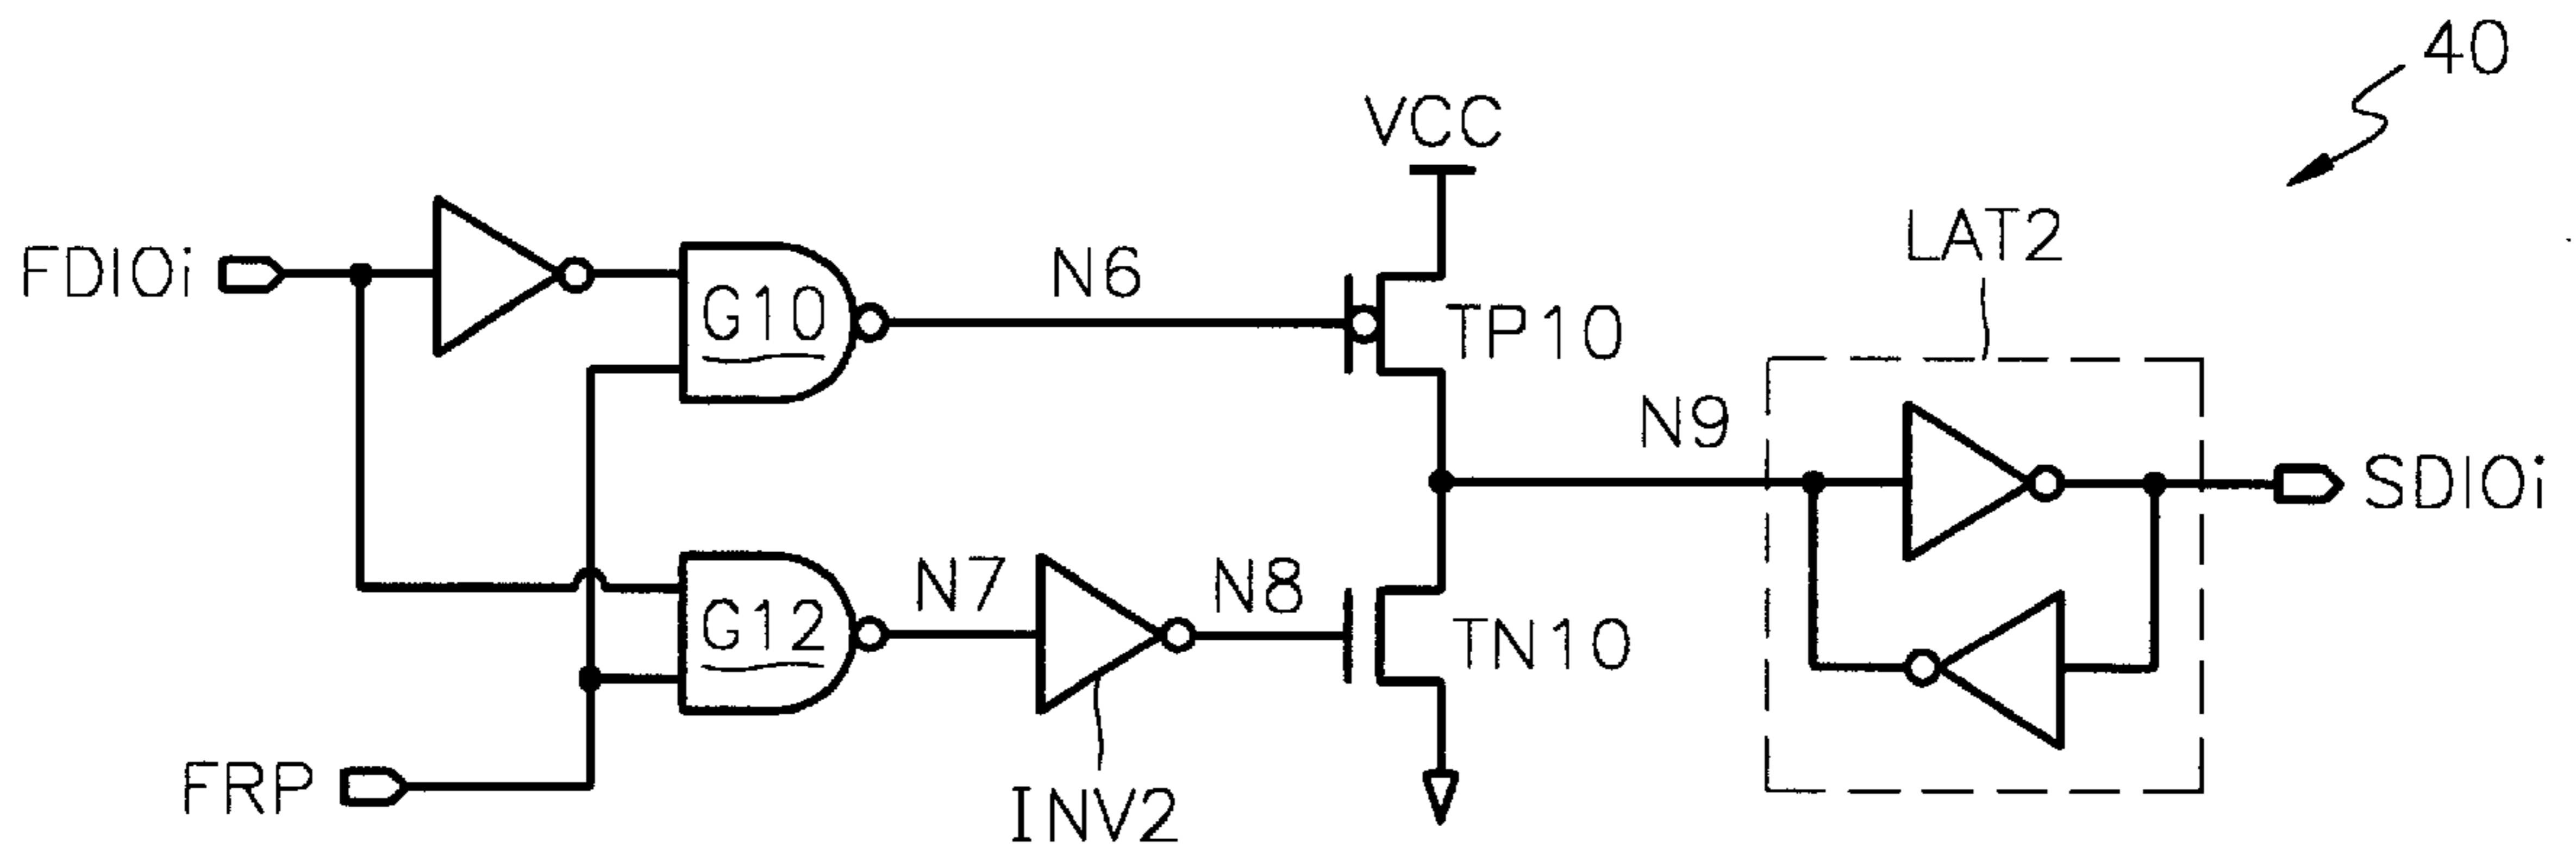 40
VCC
LAT2
FDIOi
N6
G10
TP10
N9
SDIOi
N7
N8
G12
TN10
FRP
INV2